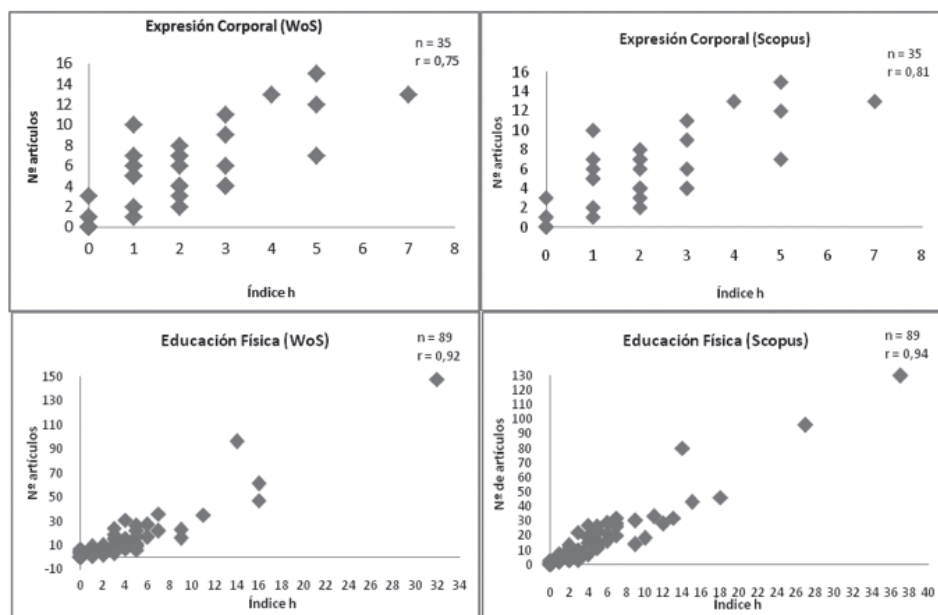 Expresión Corporal (WoS)
n = 35
r = 0,75
Nº artículos
16
14
12
10
8
6
4
2
0
0 1 2 3 4 5 6 7 8
Índice h
Expresión Corporal (Scopus)
n = 35
r = 0,81
Nº artículos
16
14
12
10
8
6
4
2
0
0 1 2 3 4 5 6 7 8
Índice h
Educación Física (WoS)
n = 89
r = 0,92
Nº artículos
150
130
110
90
70
50
30
10
-10
0 2 4 6 8 10 12 14 16 18 20 22 24 26 28 30 32 34
Índice h
Educación Física (Scopus)
n = 89
r = 0,94
Nº de artículos
130
120
110
100
90
80
70
60
50
40
30
20
10
0
0 2 4 6 8 10 12 14 16 18 20 22 24 26 28 30 32 34 36 38 40
Índice h